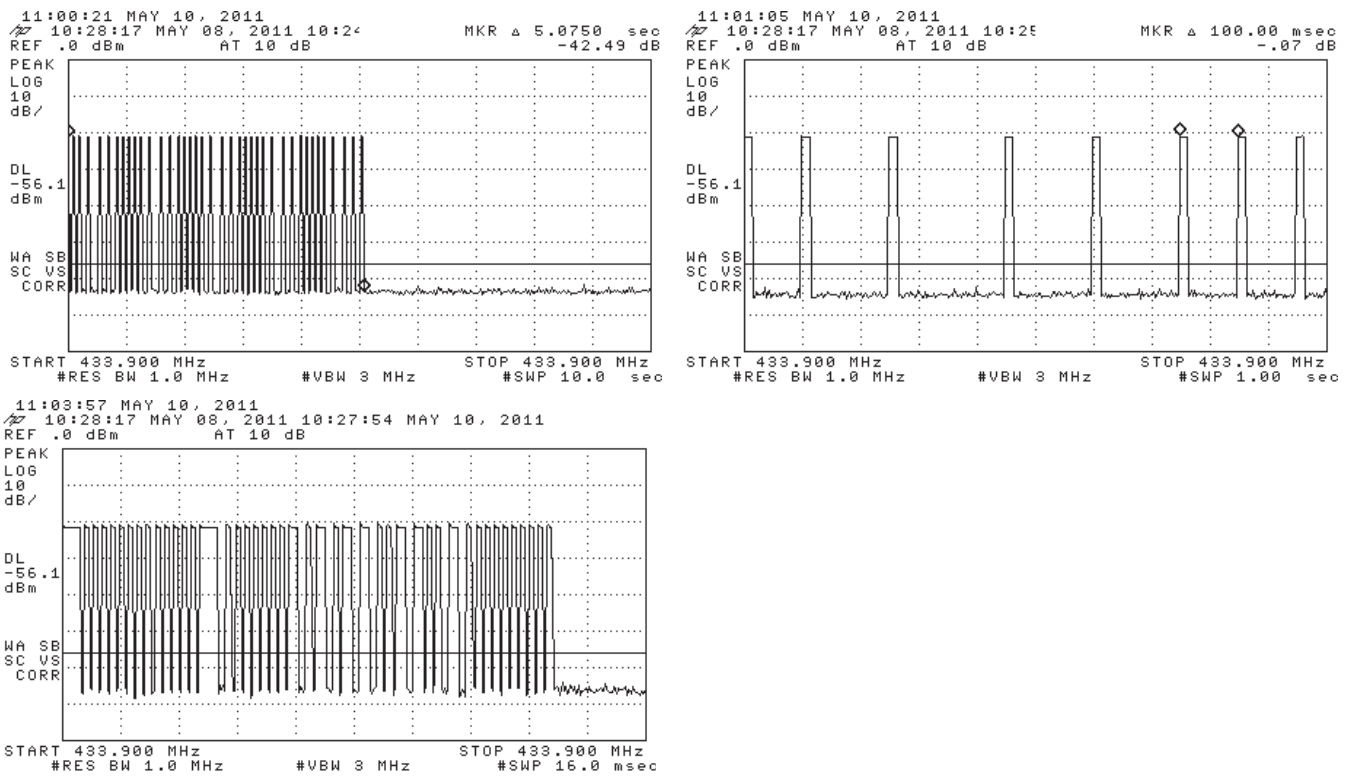 11:00:21 MAY 10, 2011
hp 10:28:17 MAY 08, 2011 10:24
MKR Δ 5.0750 sec
REF .0 dBm AT 10 dB -42.49 dB
PEAK
LOG
10
dB/
DL
-56.1
dBm
WA SB
SC VS
CORR
START 433.900 MHz STOP 433.900 MHz
#RES BW 1.0 MHz #VBW 3 MHz #SWP 10.0 sec
11:01:05 MAY 10, 2011
hp 10:28:17 MAY 08, 2011 10:25
MKR Δ 100.00 msec
REF .0 dBm AT 10 dB -.07 dB
PEAK
LOG
10
dB/
DL
-56.1
dBm
WA SB
SC VS
CORR
START 433.900 MHz STOP 433.900 MHz
#RES BW 1.0 MHz #VBW 3 MHz #SWP 1.00 sec
11:03:57 MAY 10, 2011
hp 10:28:17 MAY 08, 2011 10:27:54 MAY 10, 2011
REF .0 dBm AT 10 dB
PEAK
LOG
10
dB/
DL
-56.1
dBm
WA SB
SC VS
CORR
START 433.900 MHz STOP 433.900 MHz
#RES BW 1.0 MHz #VBW 3 MHz #SWP 16.0 msec